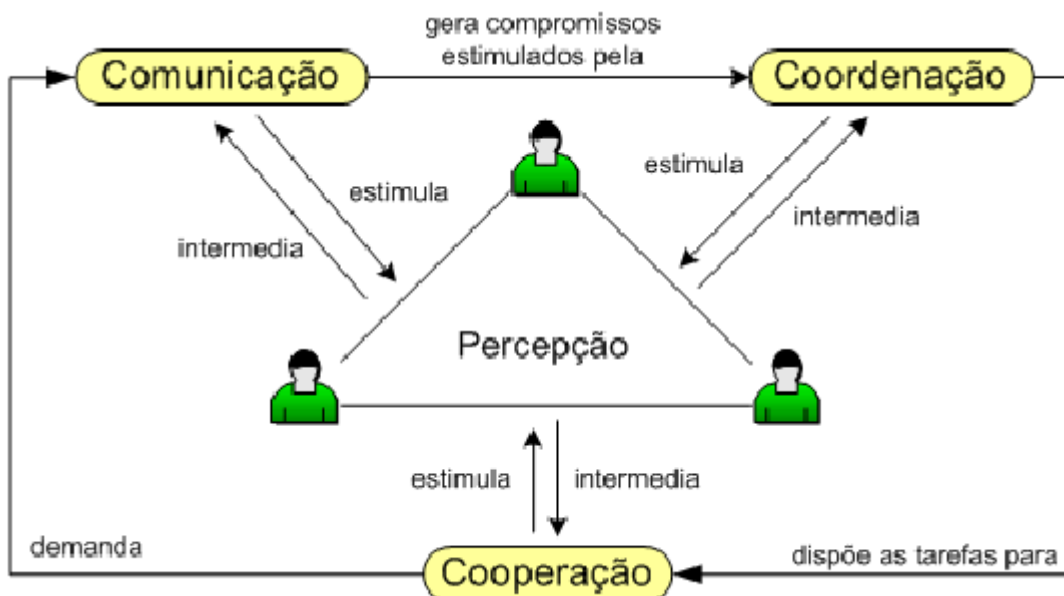 gera compromissos
estimulados pela
Comunicação
Coordenação
estimula
estimula
intermedia
intermedia
Percepção
estimula
intermedia
demanda
dispõe as tarefas para
Cooperação